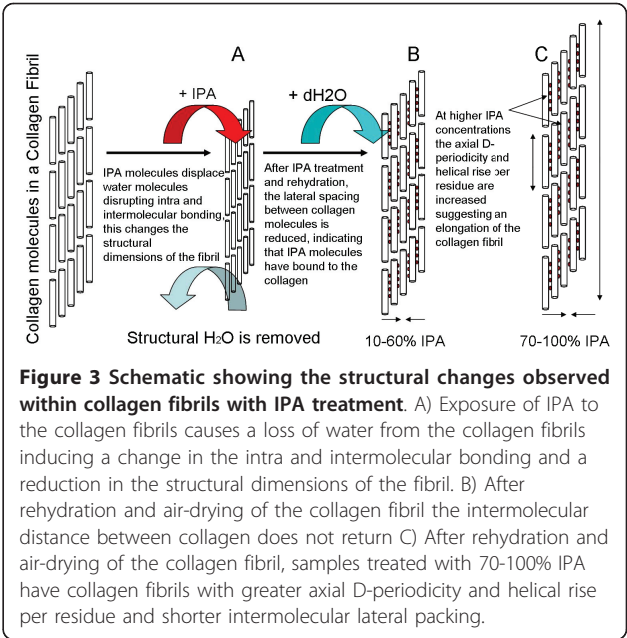 Collagen molecules in a Collagen Fibril
A
+ IPA
IPA molecules displace
water molecules
disrupting intra and
intermolecular bonding,
this changes the
structural
dimensions of the fibril
Structural H₂O is removed
+ dH2O
After IPA treatment
and rehydration,
the lateral spacing
between collagen
molecules is
reduced, indicating
that IPA molecules
have bound to the
collagen
B
10-60% IPA
C
At higher IPA
concentrations
the axial D-
periodicity and
helical rise per
residue are
increased
suggesting an
elongation of the
collagen fibril
70-100% IPA
Figure 3 Schematic showing the structural changes observed
within collagen fibrils with IPA treatment. A) Exposure of IPA to
the collagen fibrils causes a loss of water from the collagen fibrils
inducing a change in the intra and intermolecular bonding and a
reduction in the structural dimensions of the fibril. B) After
rehydration and air-drying of the collagen fibril the intermolecular
distance between collagen does not return C) After rehydration and
air-drying of the collagen fibril, samples treated with 70-100% IPA
have collagen fibrils with greater axial D-periodicity and helical rise
per residue and shorter intermolecular lateral packing.